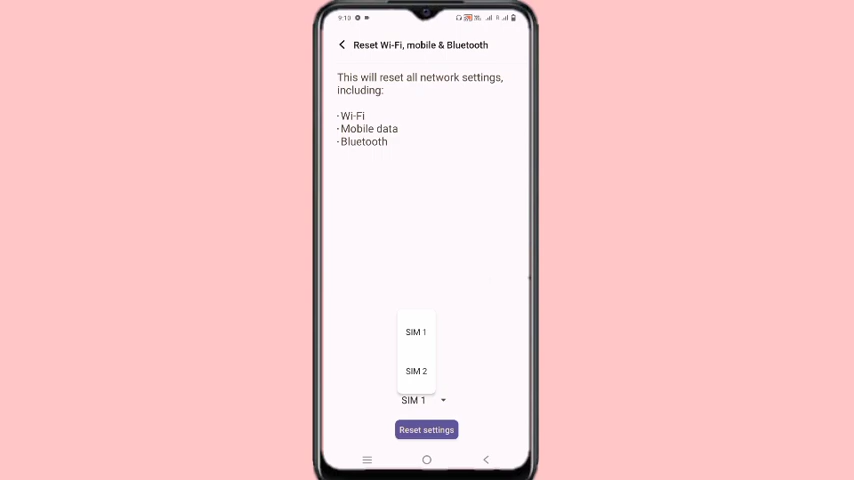 9:10
Reset Wi-Fi, mobile & Bluetooth
This will reset all network settings,
including:
·Wi-Fi
·Mobile data
·Bluetooth
SIM 1
SIM 2
SIM 1
Reset settings